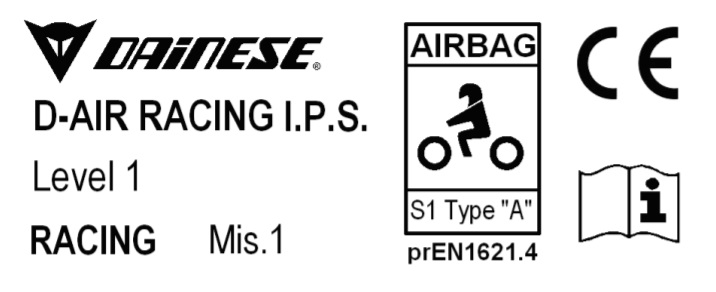 DAINESE®
D-AIR RACING I.P.S.
Level 1
RACING Mis.1
AIRBAG
S1 Type "A"
prEN1621.4
CE
i